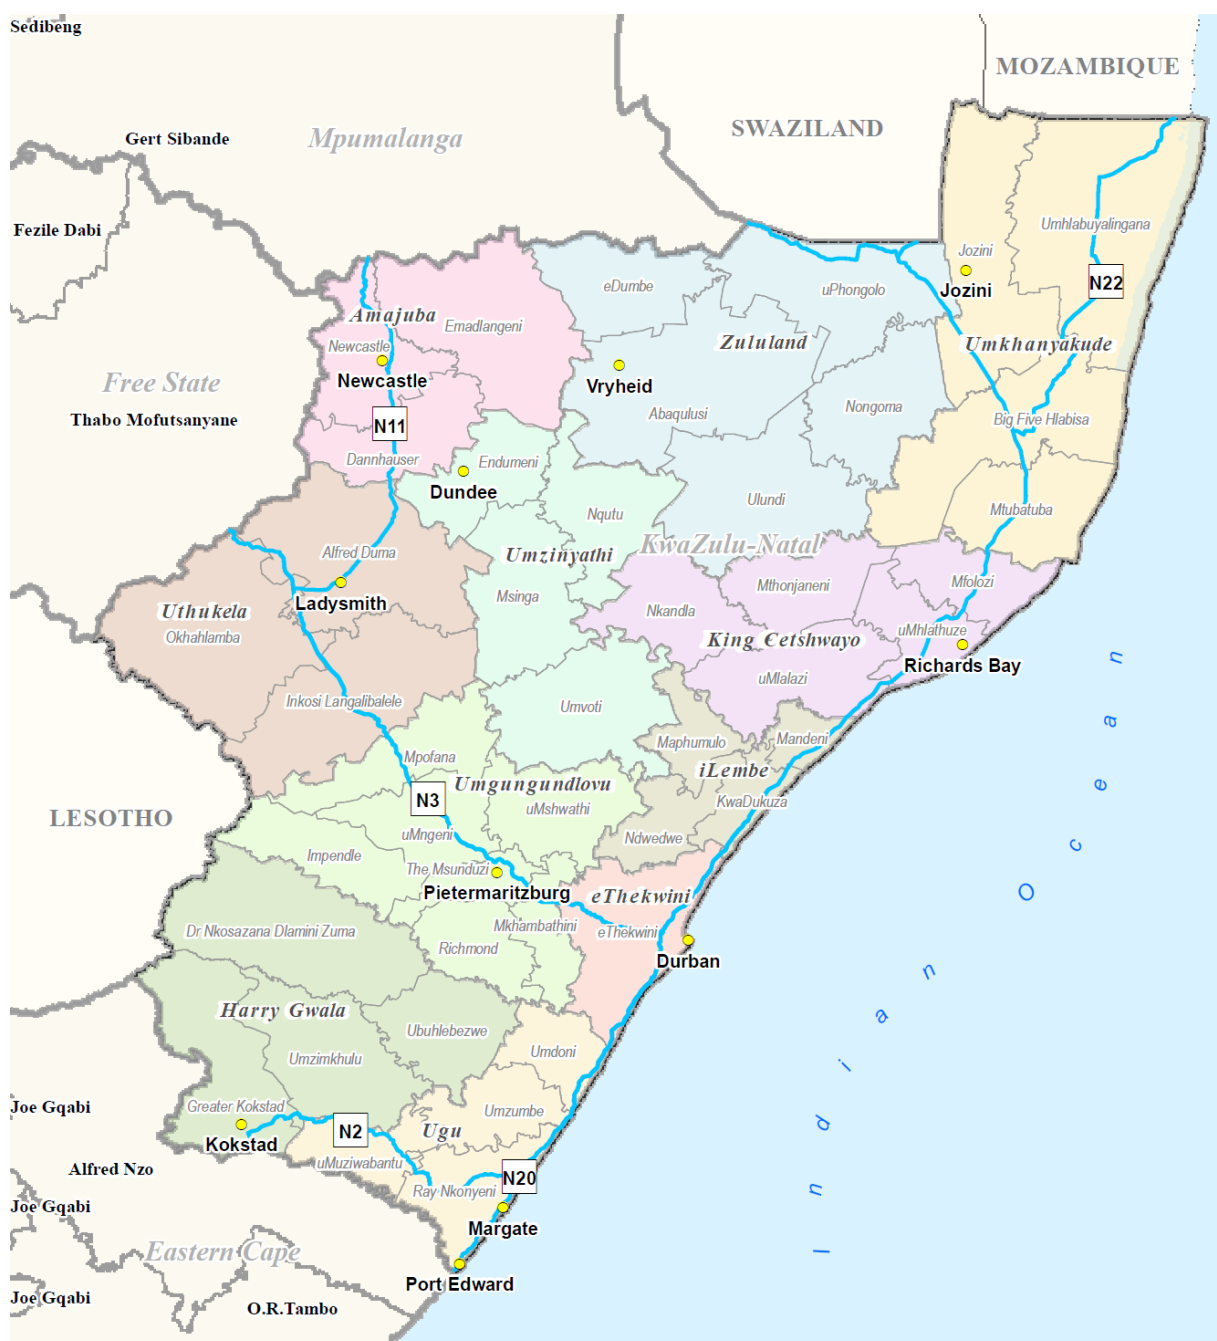 Sedibeng
MOZAMBIQUE
SWAZILAND
Gert Sibande
Mpumalanga
Fezile Dabi
Umhlabuyalingana
Jozini
Jozini
N22
eDumbe
uPhongolo
Amajuba
Emadlangeni
Newcastle
Newcastle
Zululand
Umkhanyakude
Vryheid
Free State
Thabo Mofutsanyane
Abaqulusi
Nongoma
Big Five Hlabisa
N11
Dannhauser
Endumeni
Dundee
Ulundi
Mtubatuba
Nqutu
KwaZulu-Natal
Umzinyathi
Alfred Duma
Mthonjaneni
Mfolozi
Msinga
Ladysmith
Uthukela
Okhahlamba
Nkandla
King Cetshwayo
uMhlathuze
Richards Bay
uMlalazi
Inkosi Langalibalele
Umvoti
Maphumulo
Mandeni
Mpofana
iLembe
Umgungundlovu
KwaDukuza
N3
uMshwathi
LESOTHO
uMngeni
Ndwedwe
Impendle
The Msunduzi
Pietermaritzburg
eThekwini
Mkhambathini
eThekwini
Dr Nkosazana Dlamini Zuma
Richmond
Durban
Indian Ocean
Harry Gwala
Ubuhlebezwe
Umzimkhulu
Umdoni
Joe Gqabi
Greater Kokstad
Kokstad
N2
Ugu
Umzumbe
Alfred Nzo
uMuziwabantu
N20
Ray Nkonyeni
Joe Gqabi
Margate
Eastern Cape
Port Edward
Joe Gqabi
O.R.Tambo